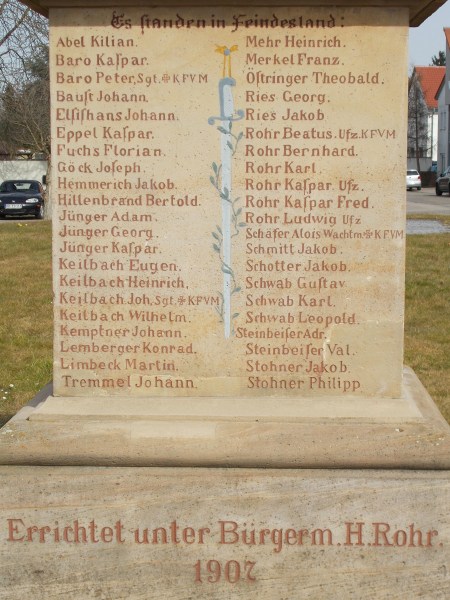 Es ſtanden in Feindesland:
Abel Kilian.
Baro Kaſpar.
Baro Peter, Sgt. ✠ K F V M
Bauſt Johann.
Elſiſhans Johann.
Eppel Kaſpar.
Fuchs Florian.
Göck Joſeph.
Hemmerich Jakob.
Hillenbrand Bertold.
Jünger Adam.
Jünger Georg.
Jünger Kaſpar.
Keilbach Eugen.
Keilbach Heinrich.
Keilbach Joh, Sgt. ✠ KFVM
Keilbach Wilhelm.
Kemptner Johann.
Lemberger Konrad.
Limbeck Martin.
Tremmel Johann.
Mehr Heinrich.
Merkel Franz.
Öſtringer Theobald.
Ries Georg.
Ries Jakob
Rohr Beatus Ufz. K F V M
Rohr Bernhard.
Rohr Karl.
Rohr Kaſpar Ufz.
Rohr Kaſpar Fried.
Rohr Ludwig Ufz
Schäfer Alois Wachtm ✠ K F V M
Schmitt Jakob.
Schotter Jakob.
Schwab Guſtav
Schwab Karl.
Schwab Leopold.
Steinbeiſer Adr.
Steinbeiſer Val.
Stohner Jakob.
Stohner Philipp
Errichtet unter Bürgerm. H. Rohr.
1907